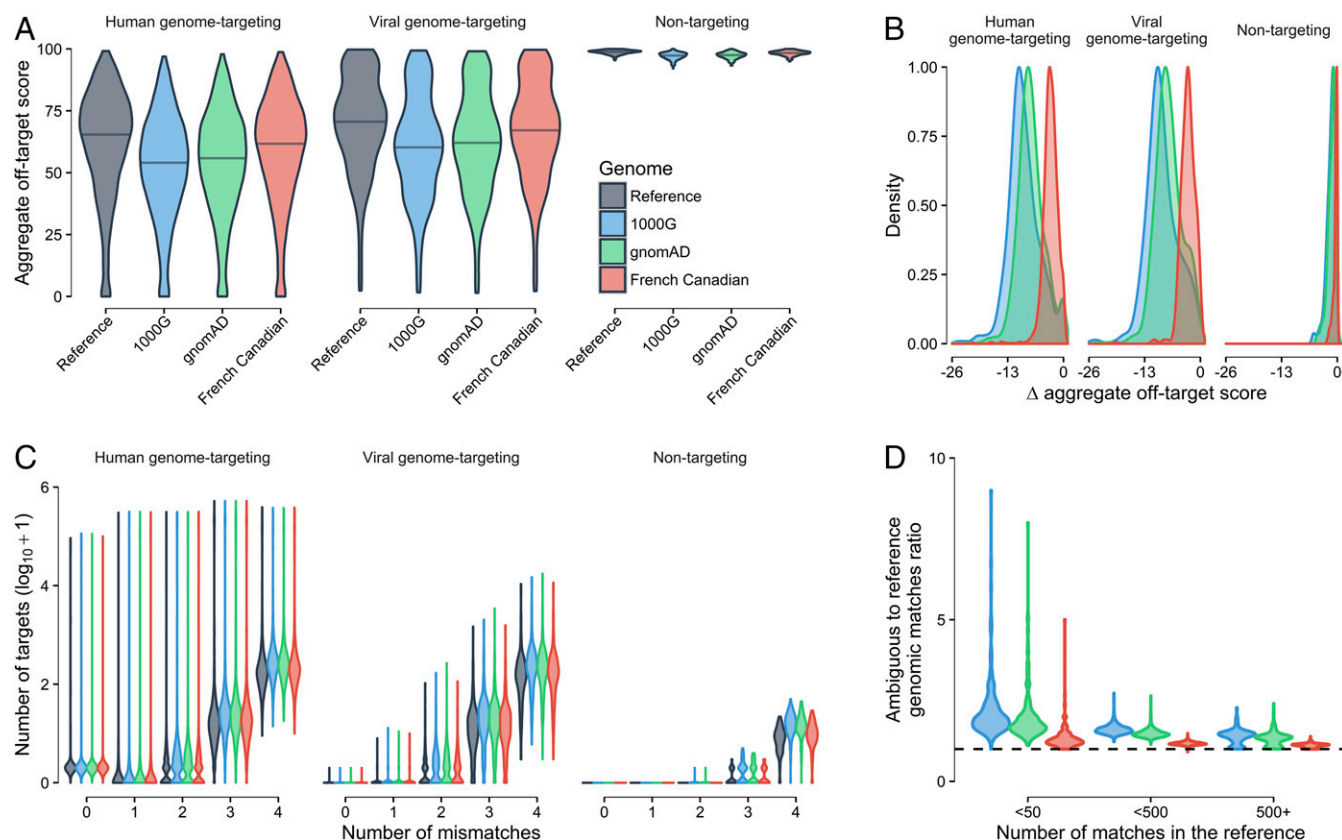 A
Human genome-targeting
Viral genome-targeting
Non-targeting
Aggregate off-target score
100
75
50
25
0
Reference
1000G
gnomAD
French Canadian
Reference
1000G
gnomAD
French Canadian
Reference
1000G
gnomAD
French Canadian
Genome
Reference
1000G
gnomAD
French Canadian
B
Human
genome-targeting
Viral
genome-targeting
Non-targeting
Density
1.00
0.75
0.50
0.25
0.00
-26
-13
0
-26
-13
0
-26
-13
0
Δ aggregate off-target score
C
Human genome-targeting
Viral genome-targeting
Non-targeting
Number of targets (log10 + 1)
6
4
2
0
0
1
2
3
4
0
1
2
3
4
0
1
2
3
4
Number of mismatches
D
Ambiguous to reference
genomic matches ratio
10
5
0
<50
<500
500+
Number of matches in the reference